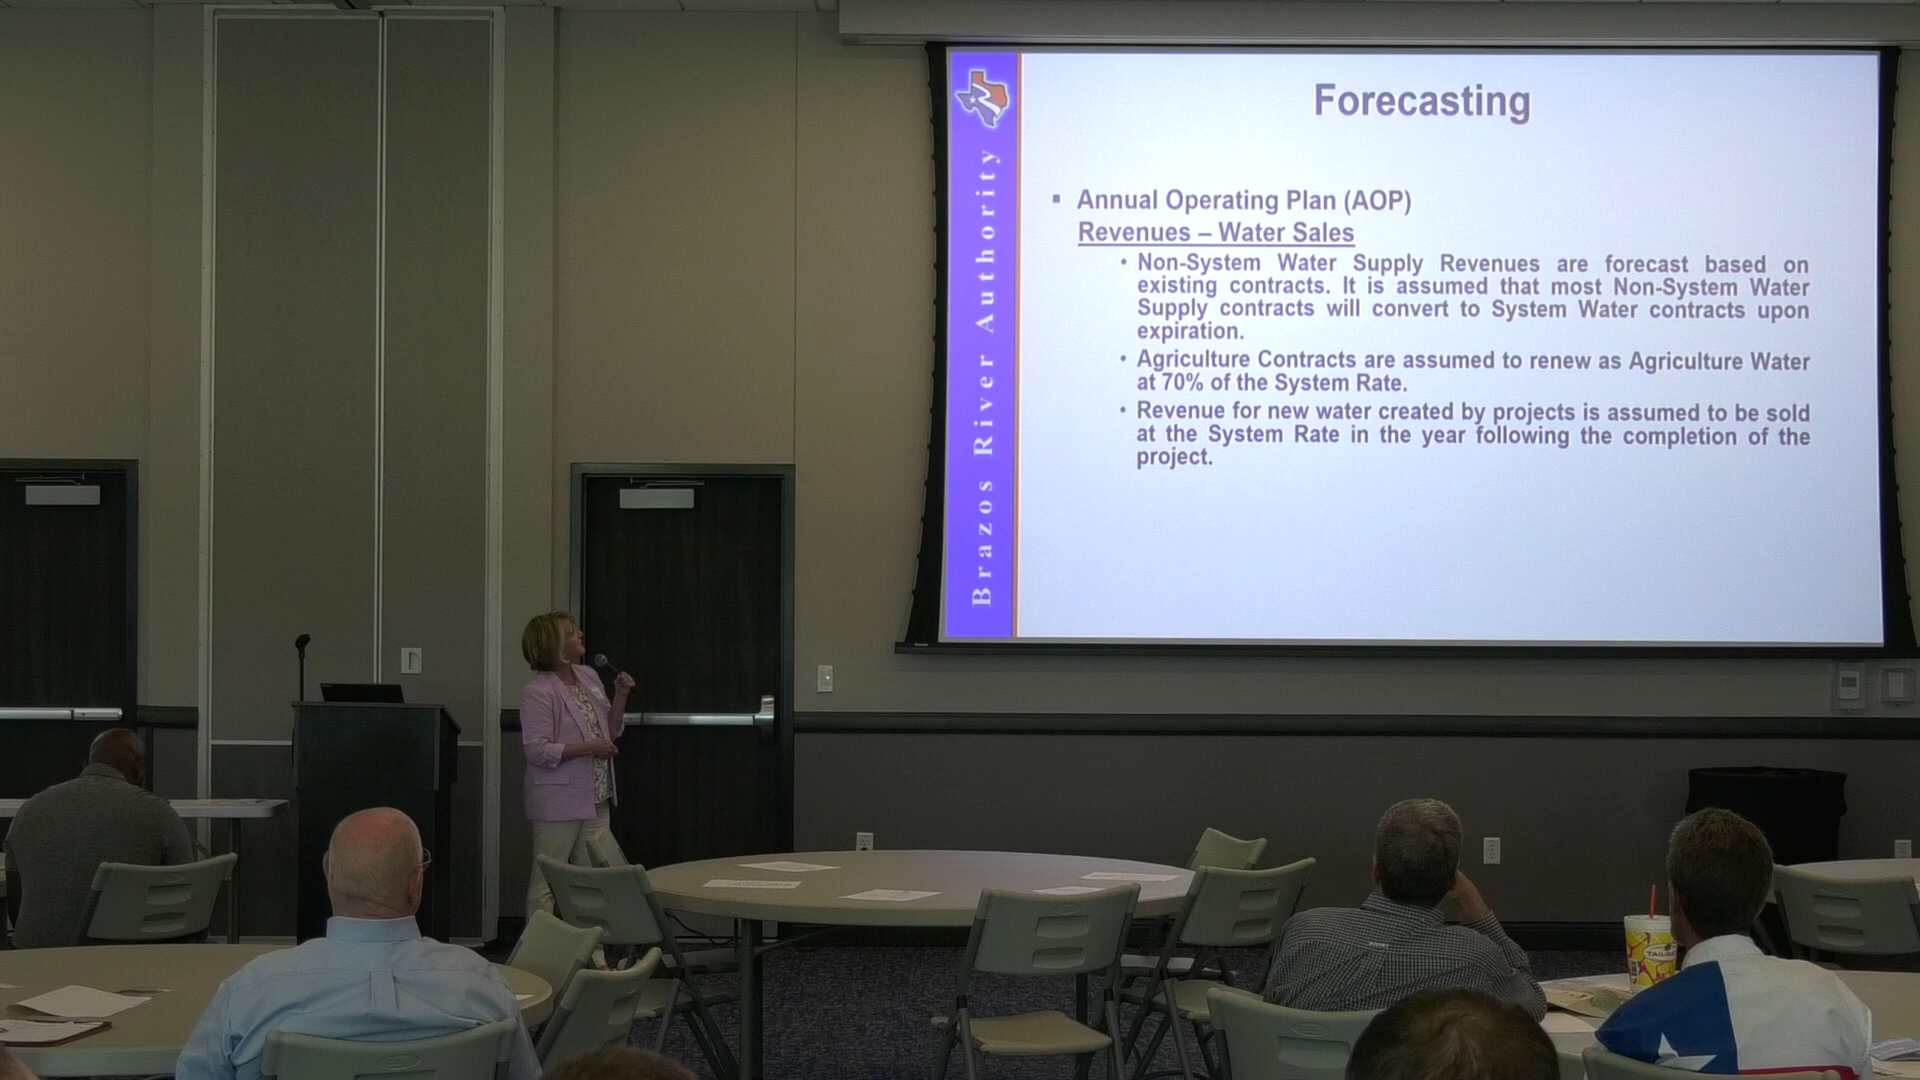 Forecasting
▪ Annual Operating Plan (AOP)
Revenues – Water Sales
• Non-System Water Supply Revenues are forecast based on
existing contracts. It is assumed that most Non-System Water
Supply contracts will convert to System Water contracts upon
expiration.
• Agriculture Contracts are assumed to renew as Agriculture Water
at 70% of the System Rate.
• Revenue for new water created by projects is assumed to be sold
at the System Rate in the year following the completion of the
project.
Brazos River Authority